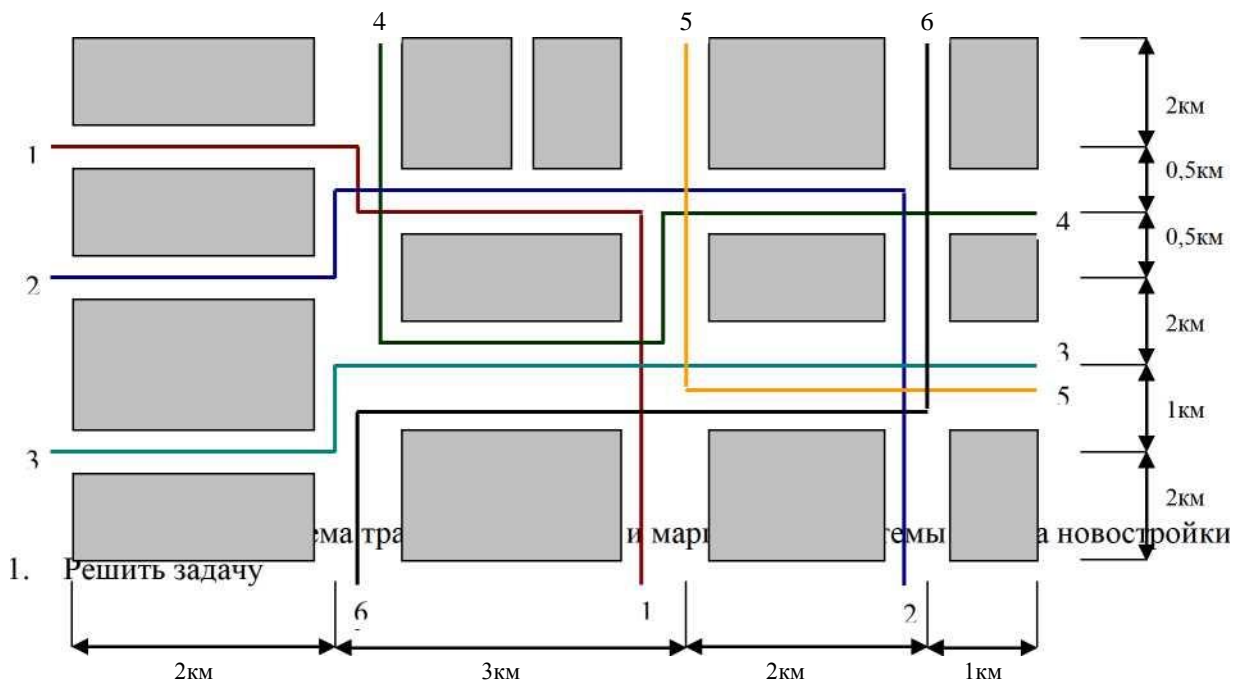 4 5 6
2км
1
0,5км
4
0,5км
2
2км
3
5
1км
3
2км
ема тра и мар темы а новостройки
1. Решить задачу
6 1 2
2км 3км 2км 1км